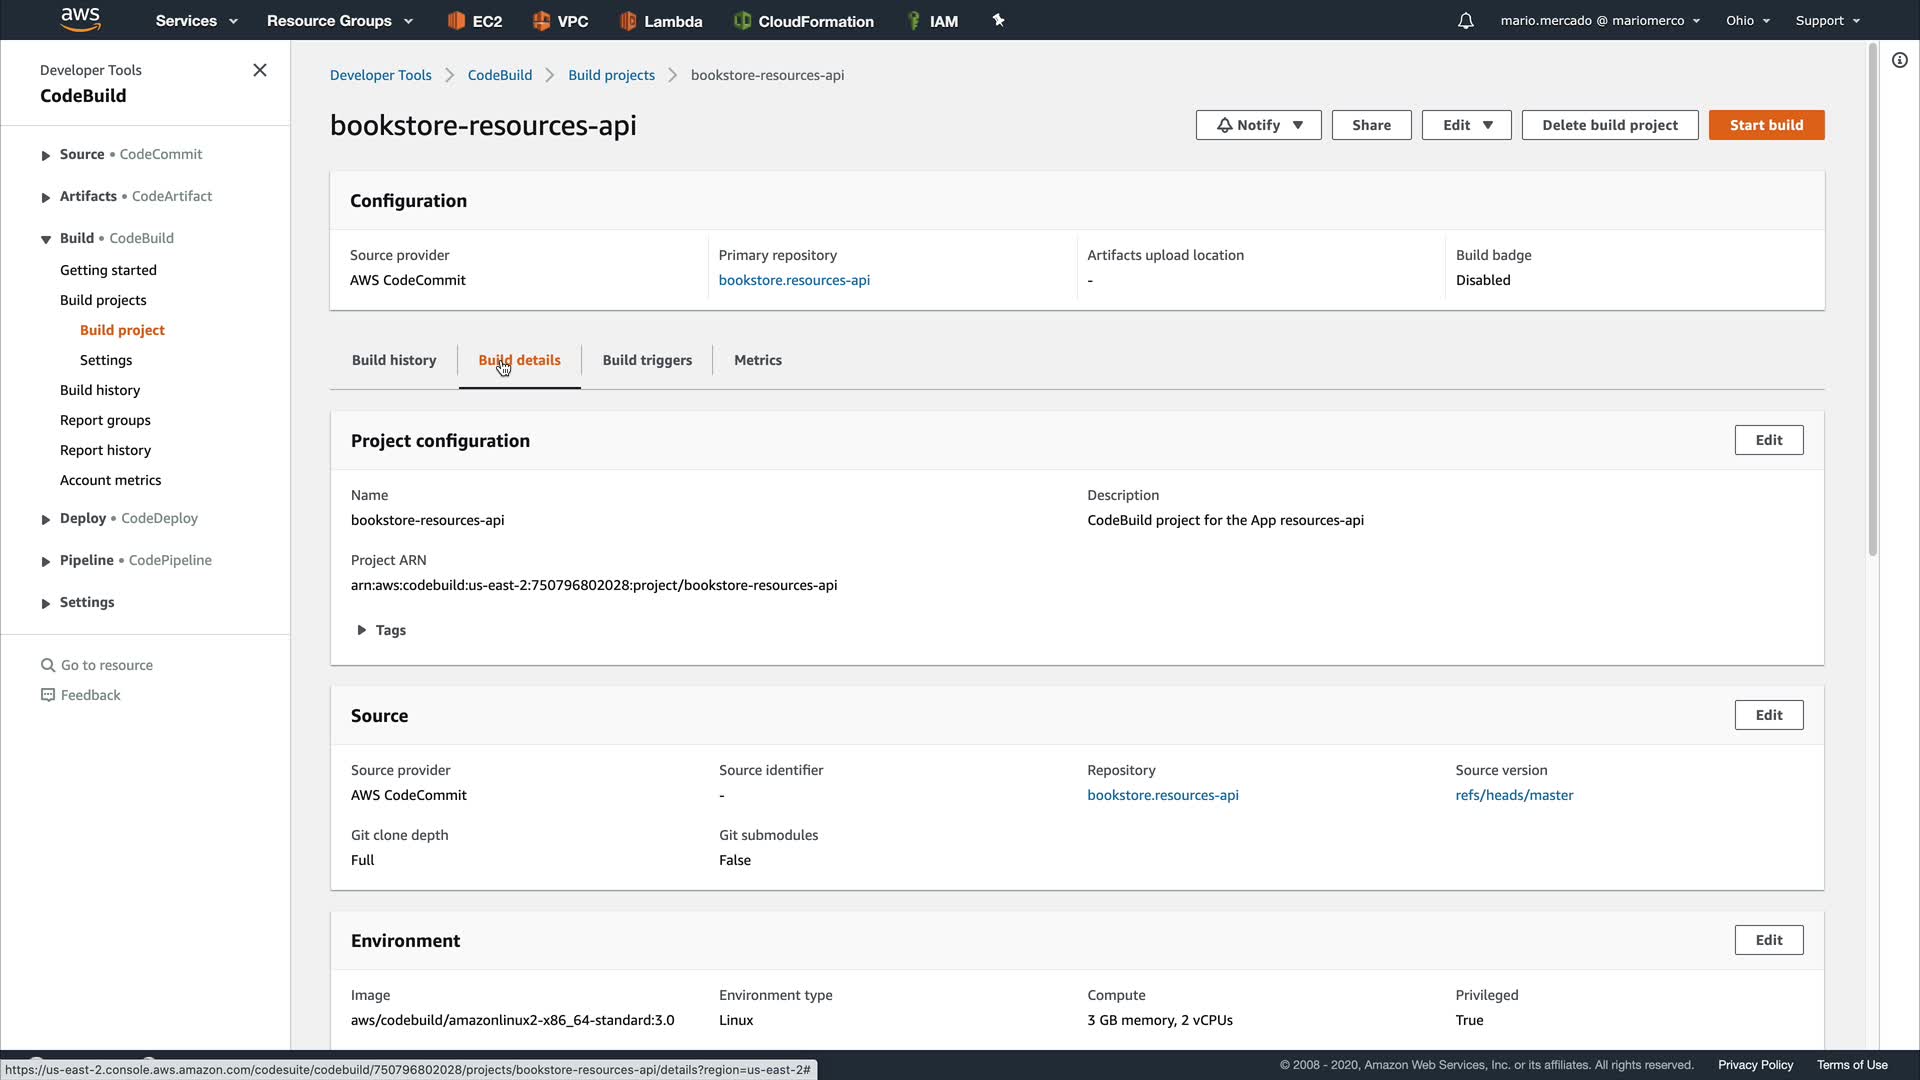 aws Services Resource Groups EC2 VPC Lambda CloudFormation IAM mario.mercado @ mariomerco Ohio Support
Developer Tools
CodeBuild
Source • CodeCommit
Artifacts • CodeArtifact
Build • CodeBuild
Getting started
Build projects
Build project
Settings
Build history
Report groups
Report history
Account metrics
Deploy • CodeDeploy
Pipeline • CodePipeline
Settings
Go to resource
Feedback
Developer Tools CodeBuild Build projects bookstore-resources-api
bookstore-resources-api
Notify Share Edit Delete build project Start build
Configuration
Source provider Primary repository Artifacts upload location Build badge
AWS CodeCommit bookstore.resources-api - Disabled
Build history Build details Build triggers Metrics
Project configuration Edit
Name Description
bookstore-resources-api CodeBuild project for the App resources-api
Project ARN
arn:aws:codebuild:us-east-2:750796802028:project/bookstore-resources-api
Tags
Source Edit
Source provider Source identifier Repository Source version
AWS CodeCommit - bookstore.resources-api refs/heads/master
Git clone depth Git submodules
Full False
Environment Edit
Image Environment type Compute Privileged
aws/codebuild/amazonlinux2-x86_64-standard:3.0 Linux 3 GB memory, 2 vCPUs True
https://us-east-2.console.aws.amazon.com/codesuite/codebuild/750796802028/projects/bookstore-resources-api/details?region=us-east-2#
© 2008 - 2020, Amazon Web Services, Inc. or its affiliates. All rights reserved. Privacy Policy Terms of Use